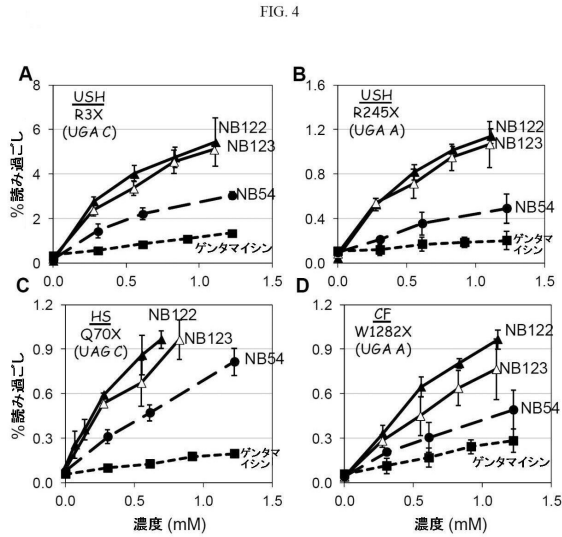 FIG. 4
A
USH
R3X
(UGA C)
NB122
NB123
NB54
ゲンタマイシン
%読み過ごし
8
6
4
2
0
0.0
0.5
1.0
1.5
濃度 (mM)
B
USH
R245X
(UGA A)
NB122
NB123
NB54
ゲンタマ
イシン
1.6
1.2
0.8
0.4
0.0
0.0
0.5
1.0
1.5
C
HS
Q70X
(UAG C)
NB122
NB123
NB54
ゲンタマ
イシン
%読み過ごし
1.2
0.9
0.6
0.3
0.0
0.0
0.5
1.0
1.5
濃度 (mM)
D
CF
W1282X
(UGA A)
NB122
NB123
NB54
ゲンタマイシン
1.2
0.9
0.6
0.3
0.0
0.0
0.5
1.0
1.5
濃度 (mM)